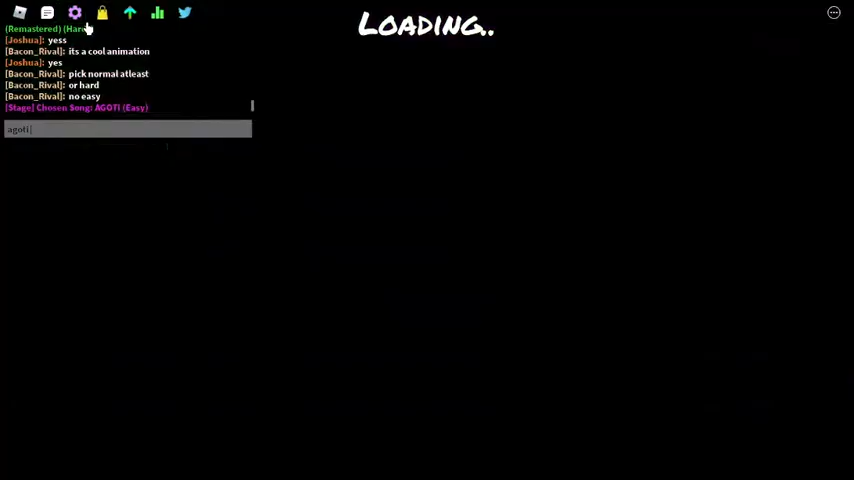 Loading..
(Remastered) (Hard
[Joshua]: yess
[Bacon_Rival]: its a cool animation
[Joshua]: yes
[Bacon_Rival]: pick normal atleast
[Bacon_Rival]: or hard
[Bacon_Rival]: no easy
[Stage] Chosen Song: AGOTI (Easy)
agoti